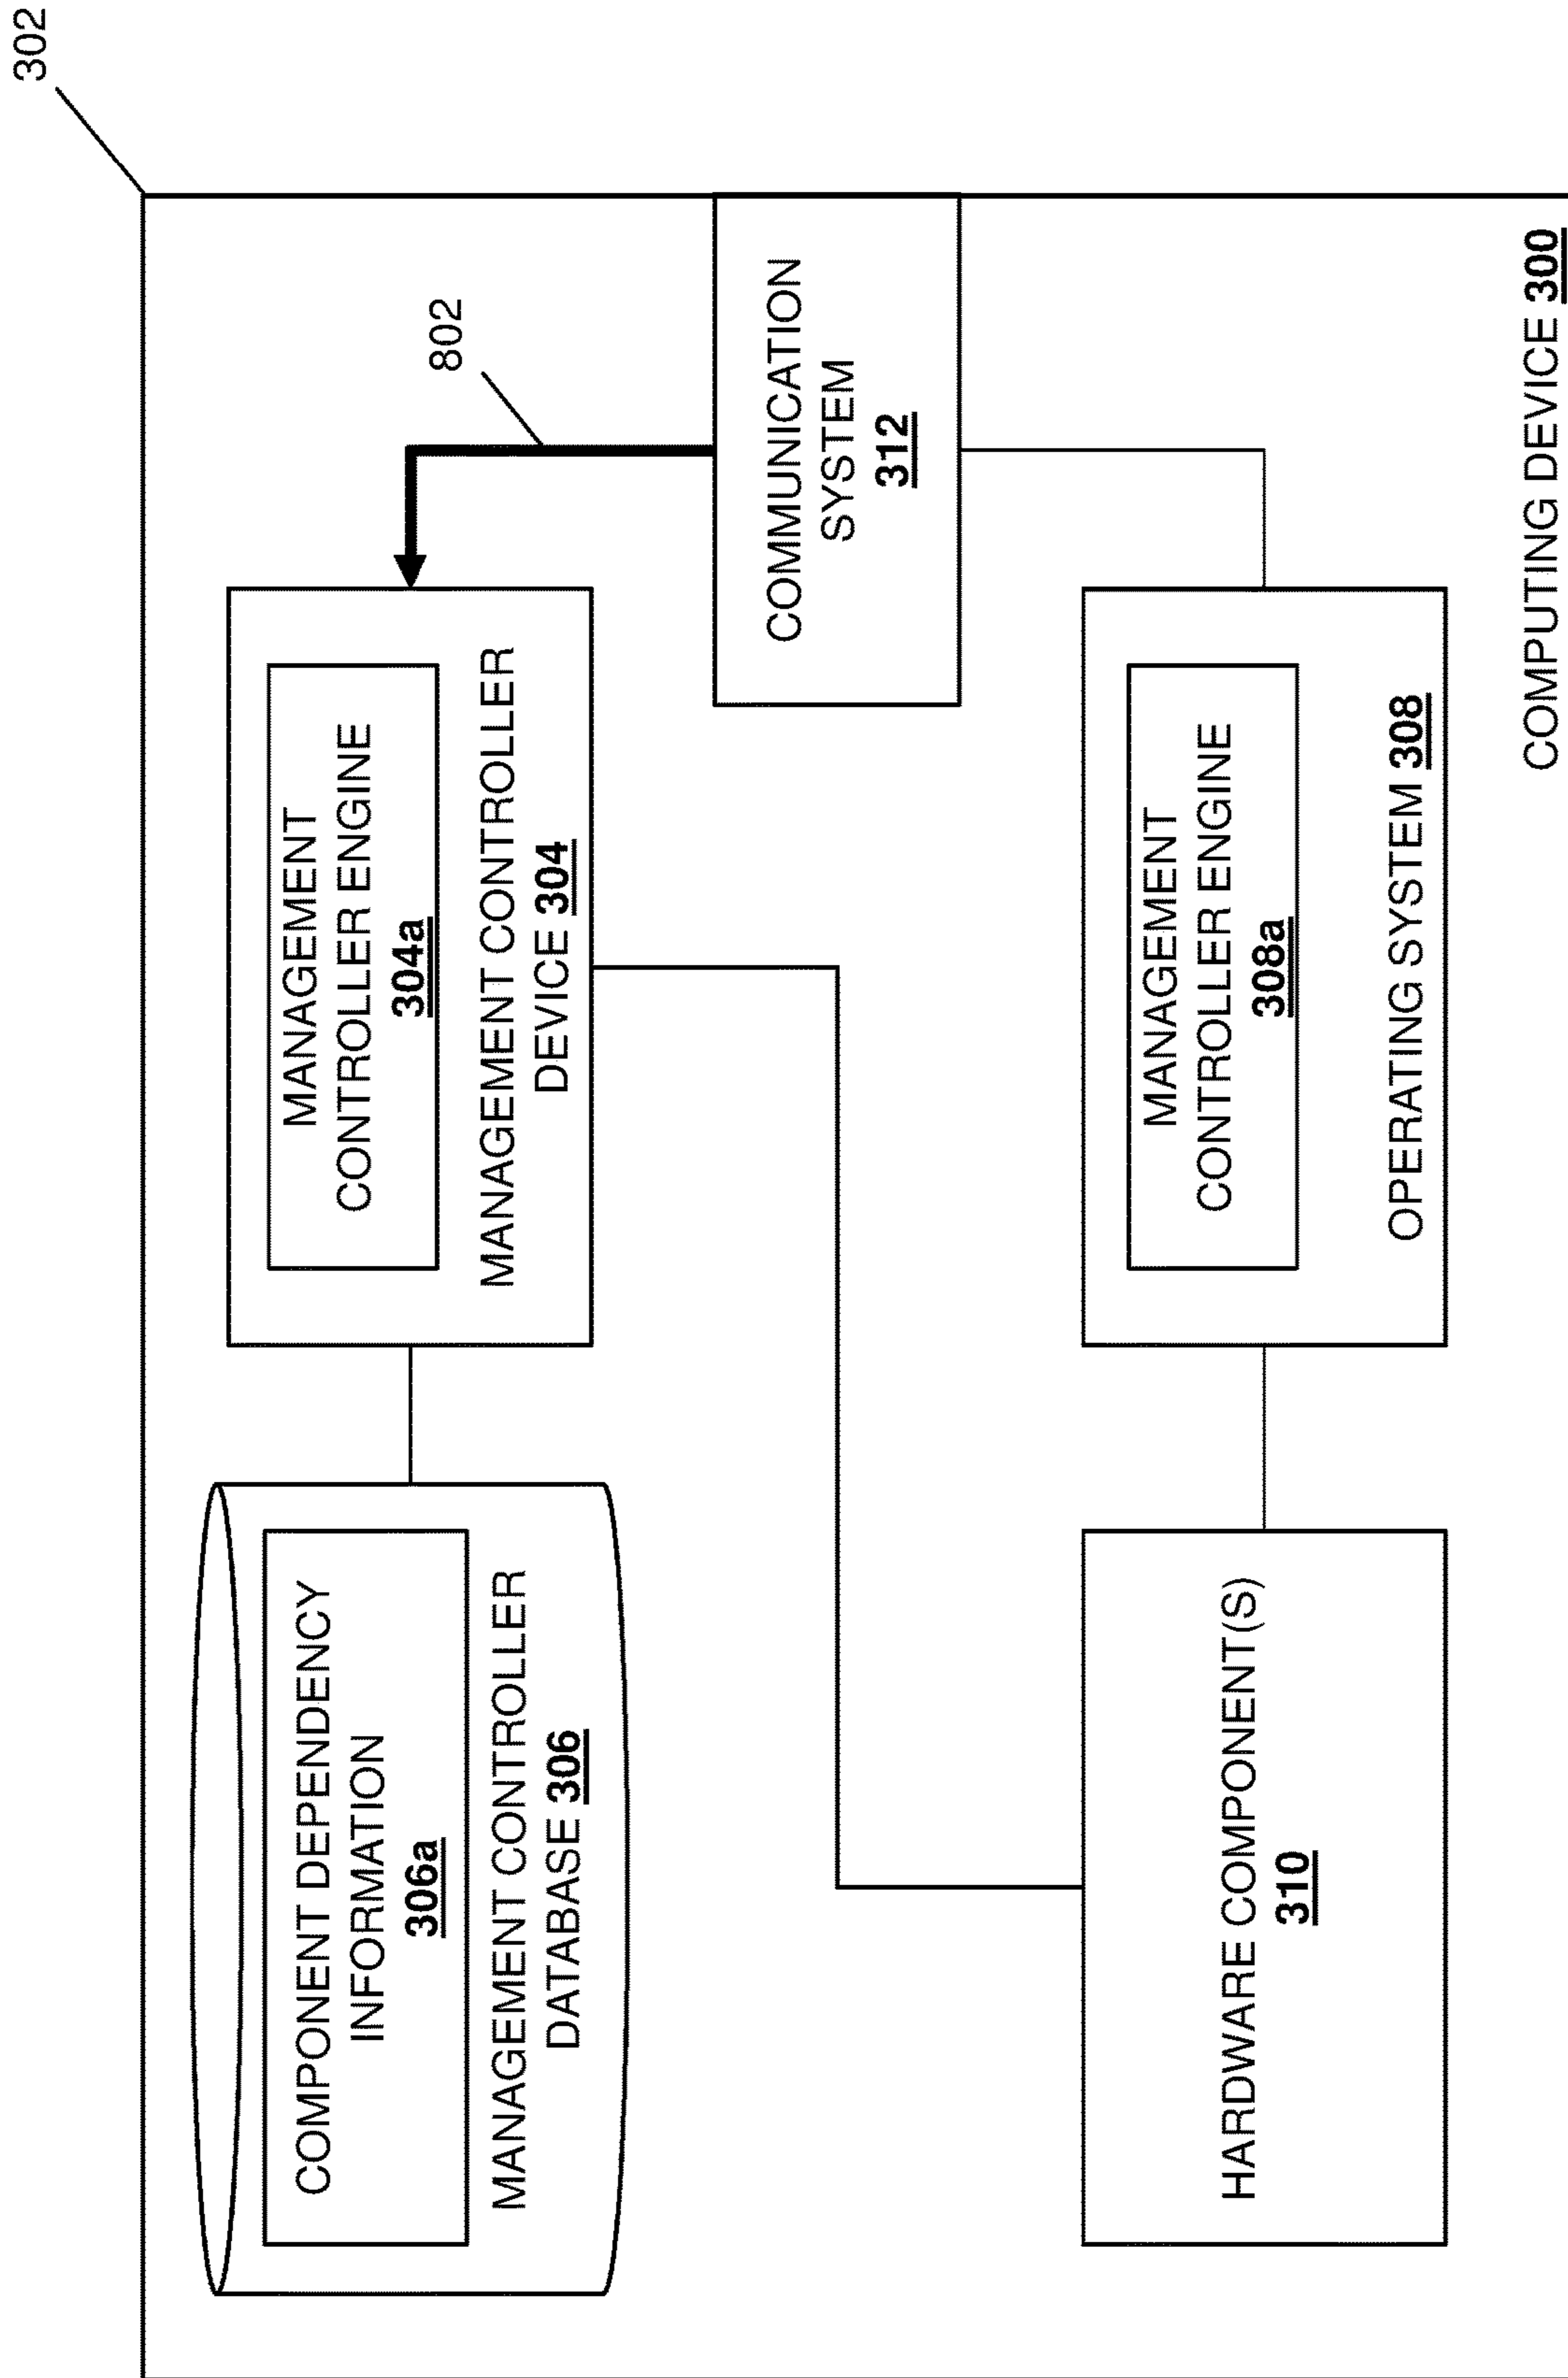 302
COMPONENT DEPENDENCY
INFORMATION
306a
MANAGEMENT CONTROLLER
DATABASE 306
MANAGEMENT
CONTROLLER ENGINE
304a
MANAGEMENT CONTROLLER
DEVICE 304
802
COMMUNICATION
SYSTEM
312
HARDWARE COMPONENT(S)
310
MANAGEMENT
CONTROLLER ENGINE
308a
OPERATING SYSTEM 308
COMPUTING DEVICE 300